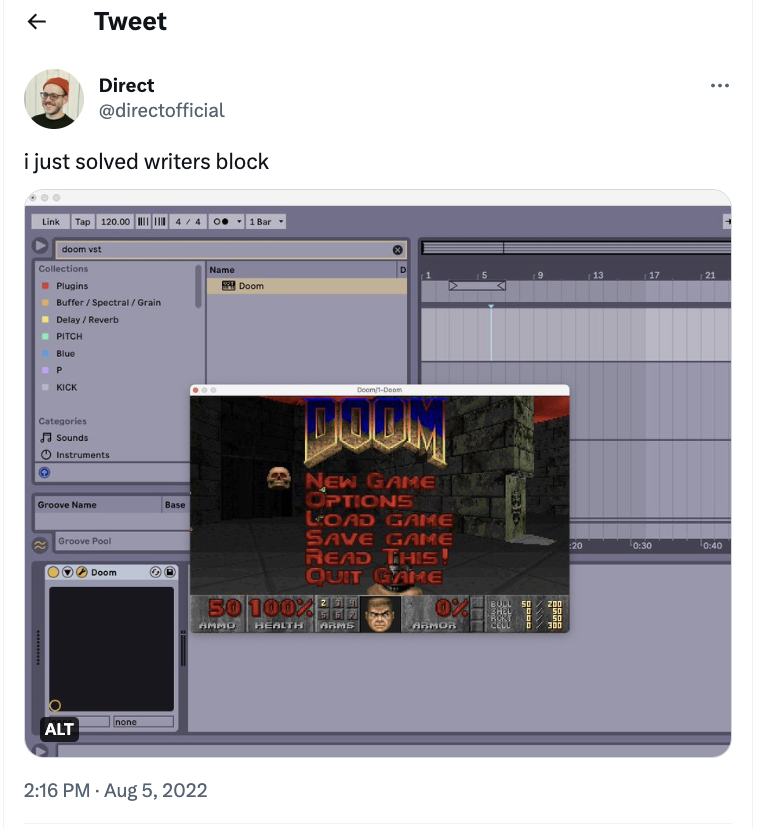 Tweet
Direct
@directofficial
i just solved writers block
Link Tap 120.00 4 / 4 1 Bar
doom vst
Collections
Plugins
Buffer / Spectral / Grain
Delay / Reverb
PITCH
Blue
P
KICK
Categories
Sounds
Instruments
Name D
Doom
1 5 9 13 17 21
Groove Name Base
Groove Pool
:20 0:30 0:40
Doom/1-Doom
DOOM
New Game
Options
Load Game
Save Game
Read This!
Quit Game
50 100% 2 3 4 0%
5 6 7
AMMO HEALTH ARMS ARMOR
BULL 50 / 200
SHEL 0 / 50
RCKT 0 / 50
CELL 0 / 300
Doom
none
ALT
2:16 PM · Aug 5, 2022